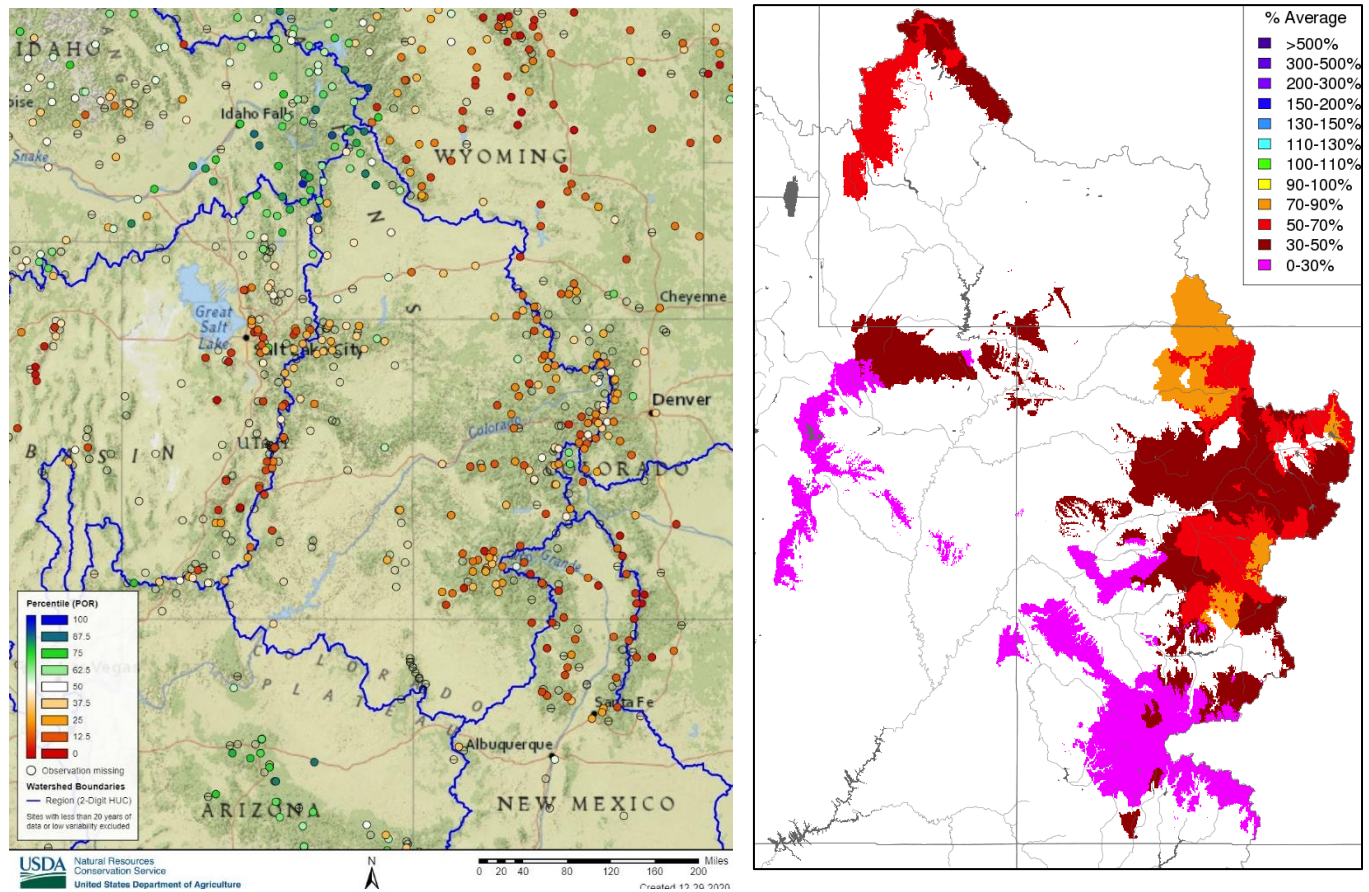 IDAHO
Idaho Falls
Snake
WYOMING
Great
Salt
Lake
Cheyenne
Denver
Colorado
UTAH
COLORADO
BASIN
Rio Grande
COLORADO
PLATEAU
Santa Fe
Albuquerque
ARIZONA
NEW MEXICO
Percentile (POR)
100
87.5
75
62.5
50
37.5
25
12.5
0
Observation missing
Watershed Boundaries
Region (2-Digit HUC)
Sites with less than 20 years of
data or low variability excluded
USDA
Natural Resources
Conservation Service
United States Department of Agriculture
N
Miles
0 20 40 80 120 160 200
Created 12-29-2020
% Average
>500%
300-500%
200-300%
150-200%
130-150%
110-130%
100-110%
90-100%
70-90%
50-70%
30-50%
0-30%